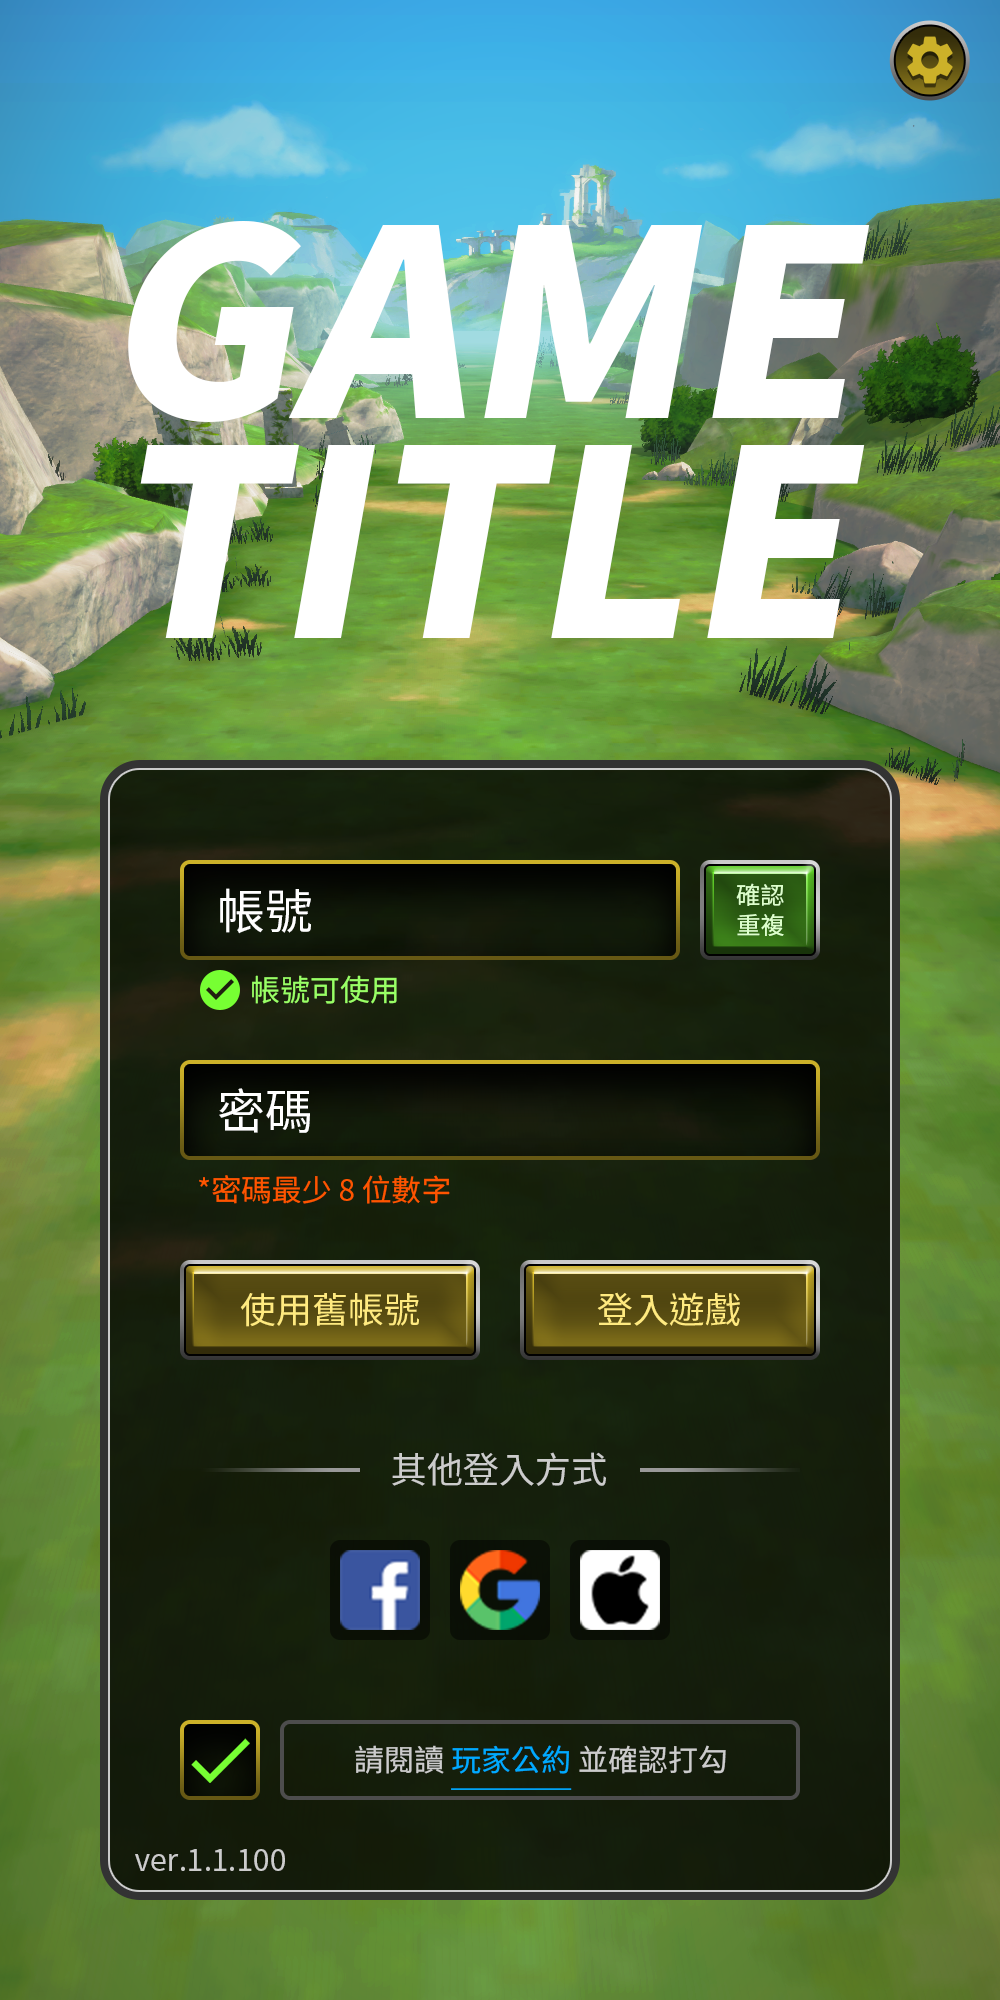 GAME
TITLE
帳號
確認
重複
帳號可使用
密碼
*密碼最少 8 位數字
使用舊帳號
登入遊戲
其他登入方式
請閱讀 玩家公約 並確認打勾
ver.1.1.100